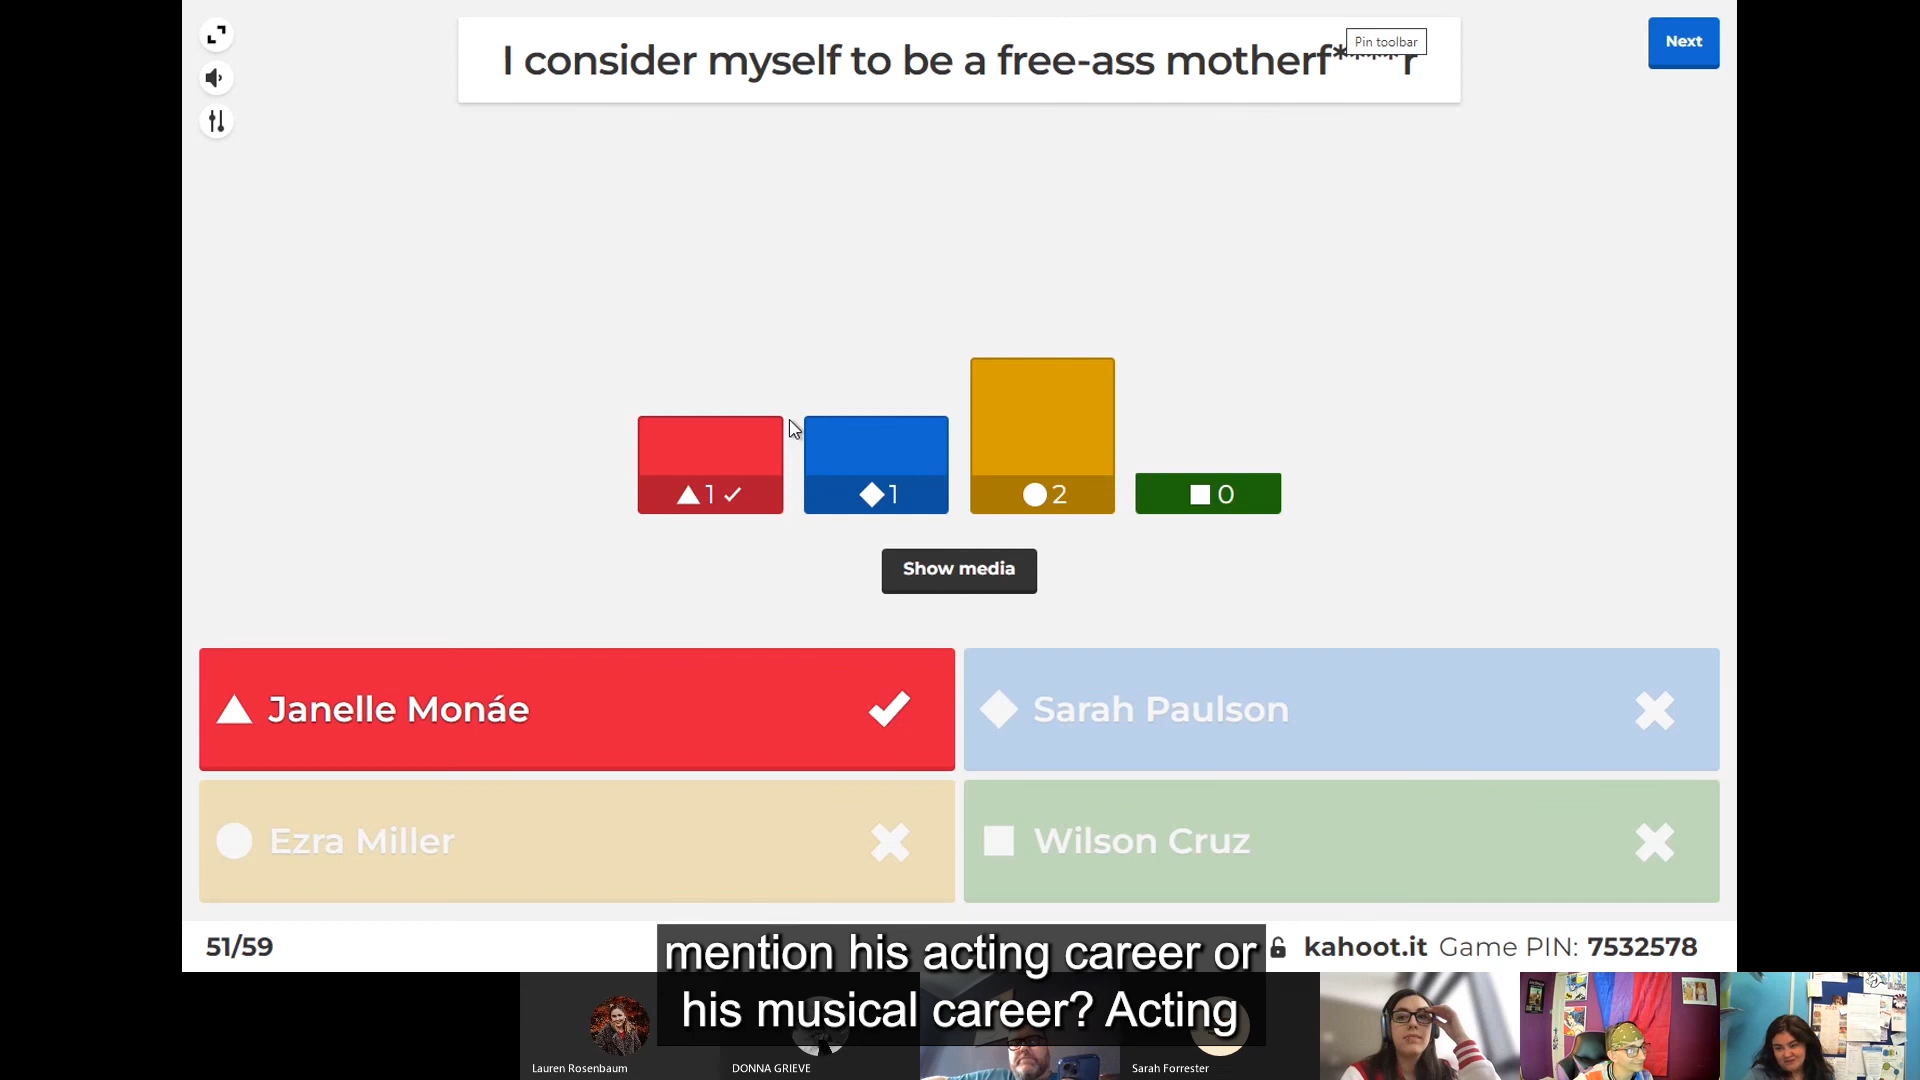 I consider myself to be a free-ass motherf****r
Pin toolbar
Next
1
1
2
0
Show media
Janelle Monáe
Sarah Paulson
Ezra Miller
Wilson Cruz
51/59
kahoot.it Game PIN: 7532578
mention his acting career or
his musical career? Acting
Lauren Rosenbaum
DONNA GRIEVE
Sarah Forrester